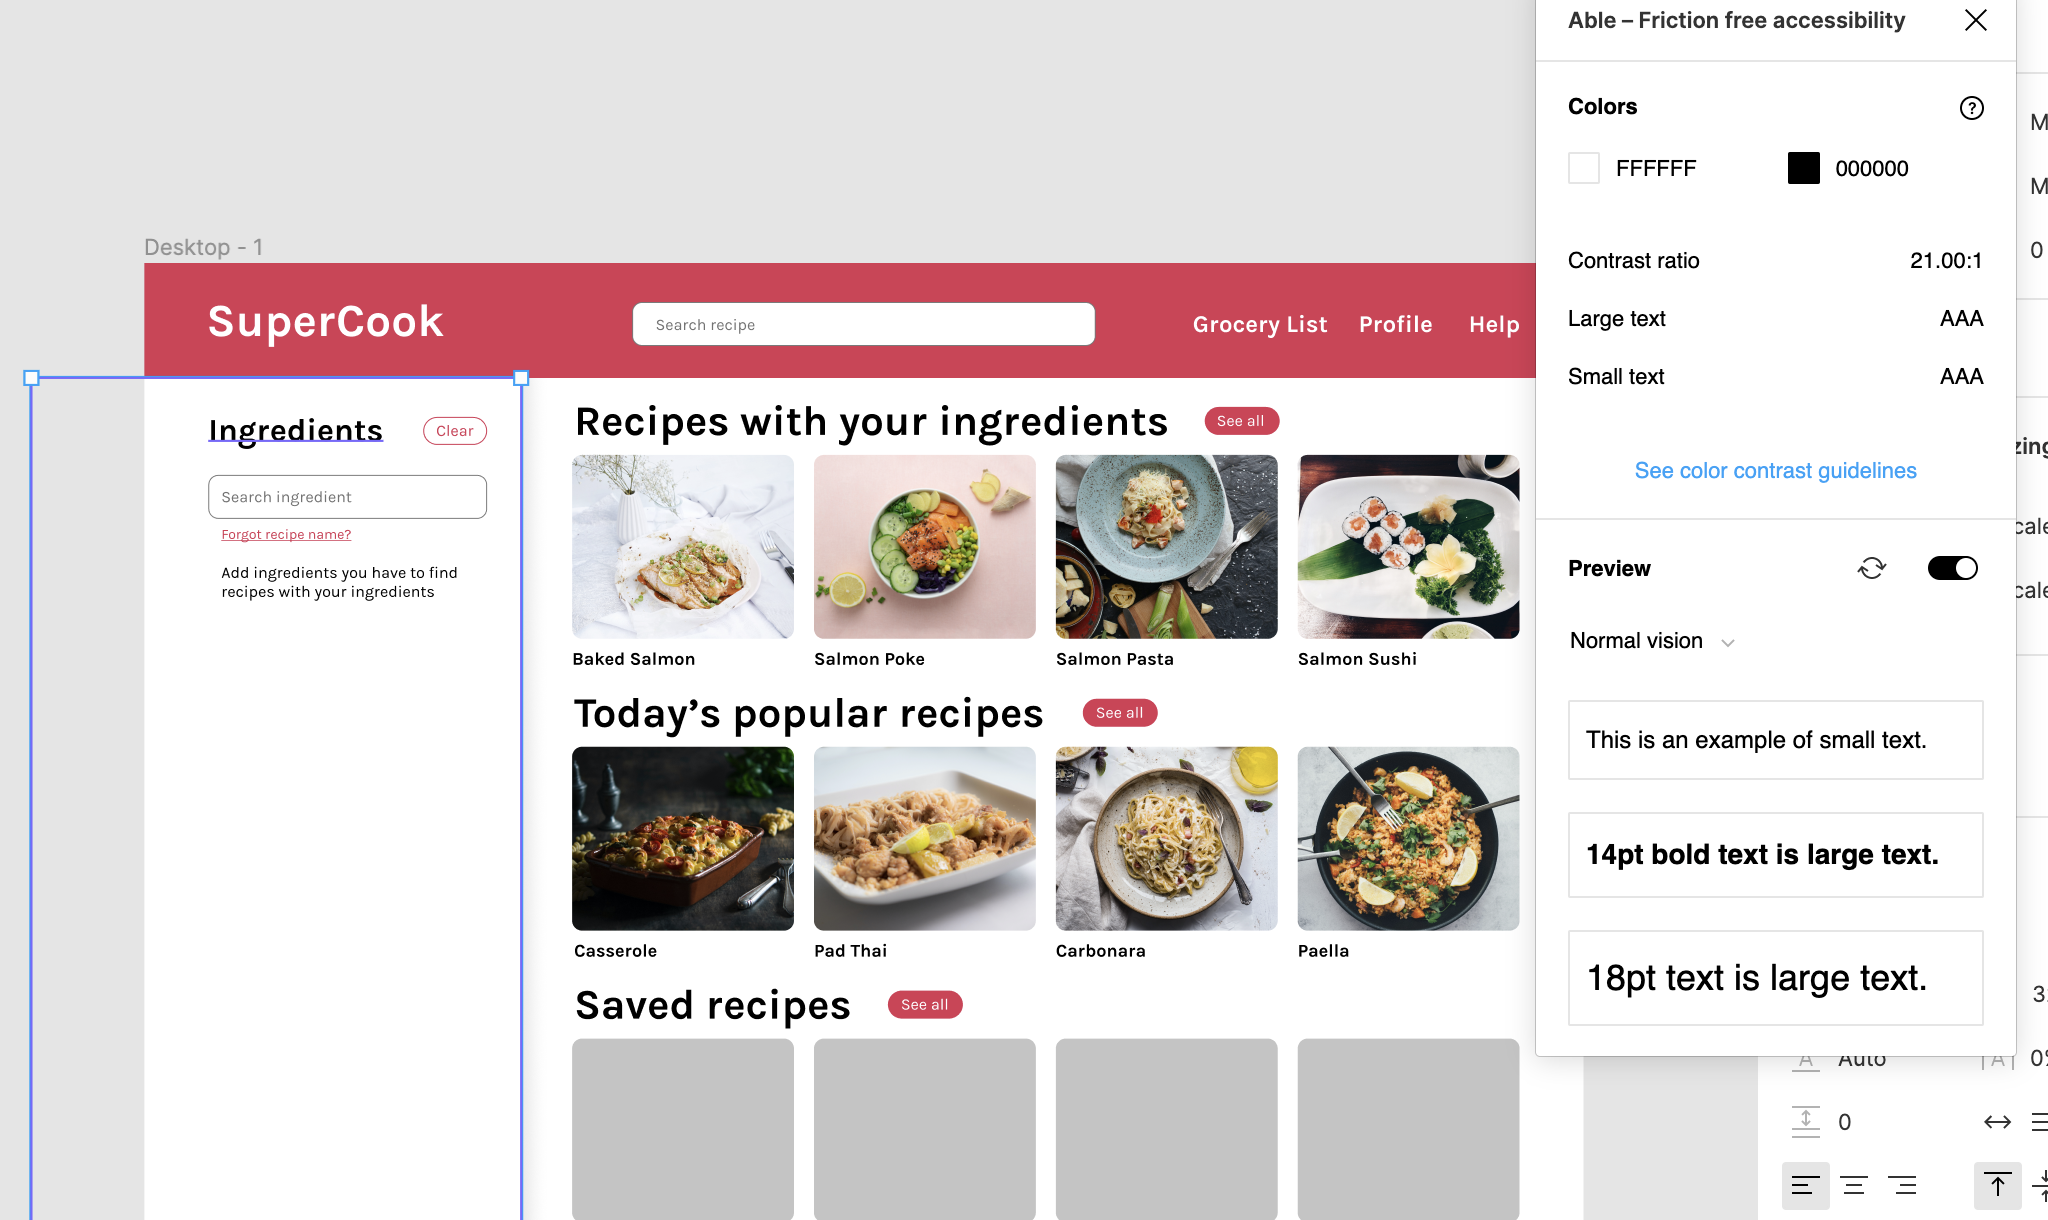 Desktop - 1
SuperCook
Search recipe
Grocery List
Profile
Help
Ingredients
Clear
Search ingredient
Forgot recipe name?
Add ingredients you have to find
recipes with your ingredients
Recipes with your ingredients
See all
Baked Salmon
Salmon Poke
Salmon Pasta
Salmon Sushi
Today’s popular recipes
See all
Casserole
Pad Thai
Carbonara
Paella
Saved recipes
See all
Able – Friction free accessibility
Colors
?
FFFFFF
000000
Contrast ratio
21.00:1
Large text
AAA
Small text
AAA
See color contrast guidelines
Preview
Normal vision
This is an example of small text.
14pt bold text is large text.
18pt text is large text.
M
M
0
A
Auto
A
0